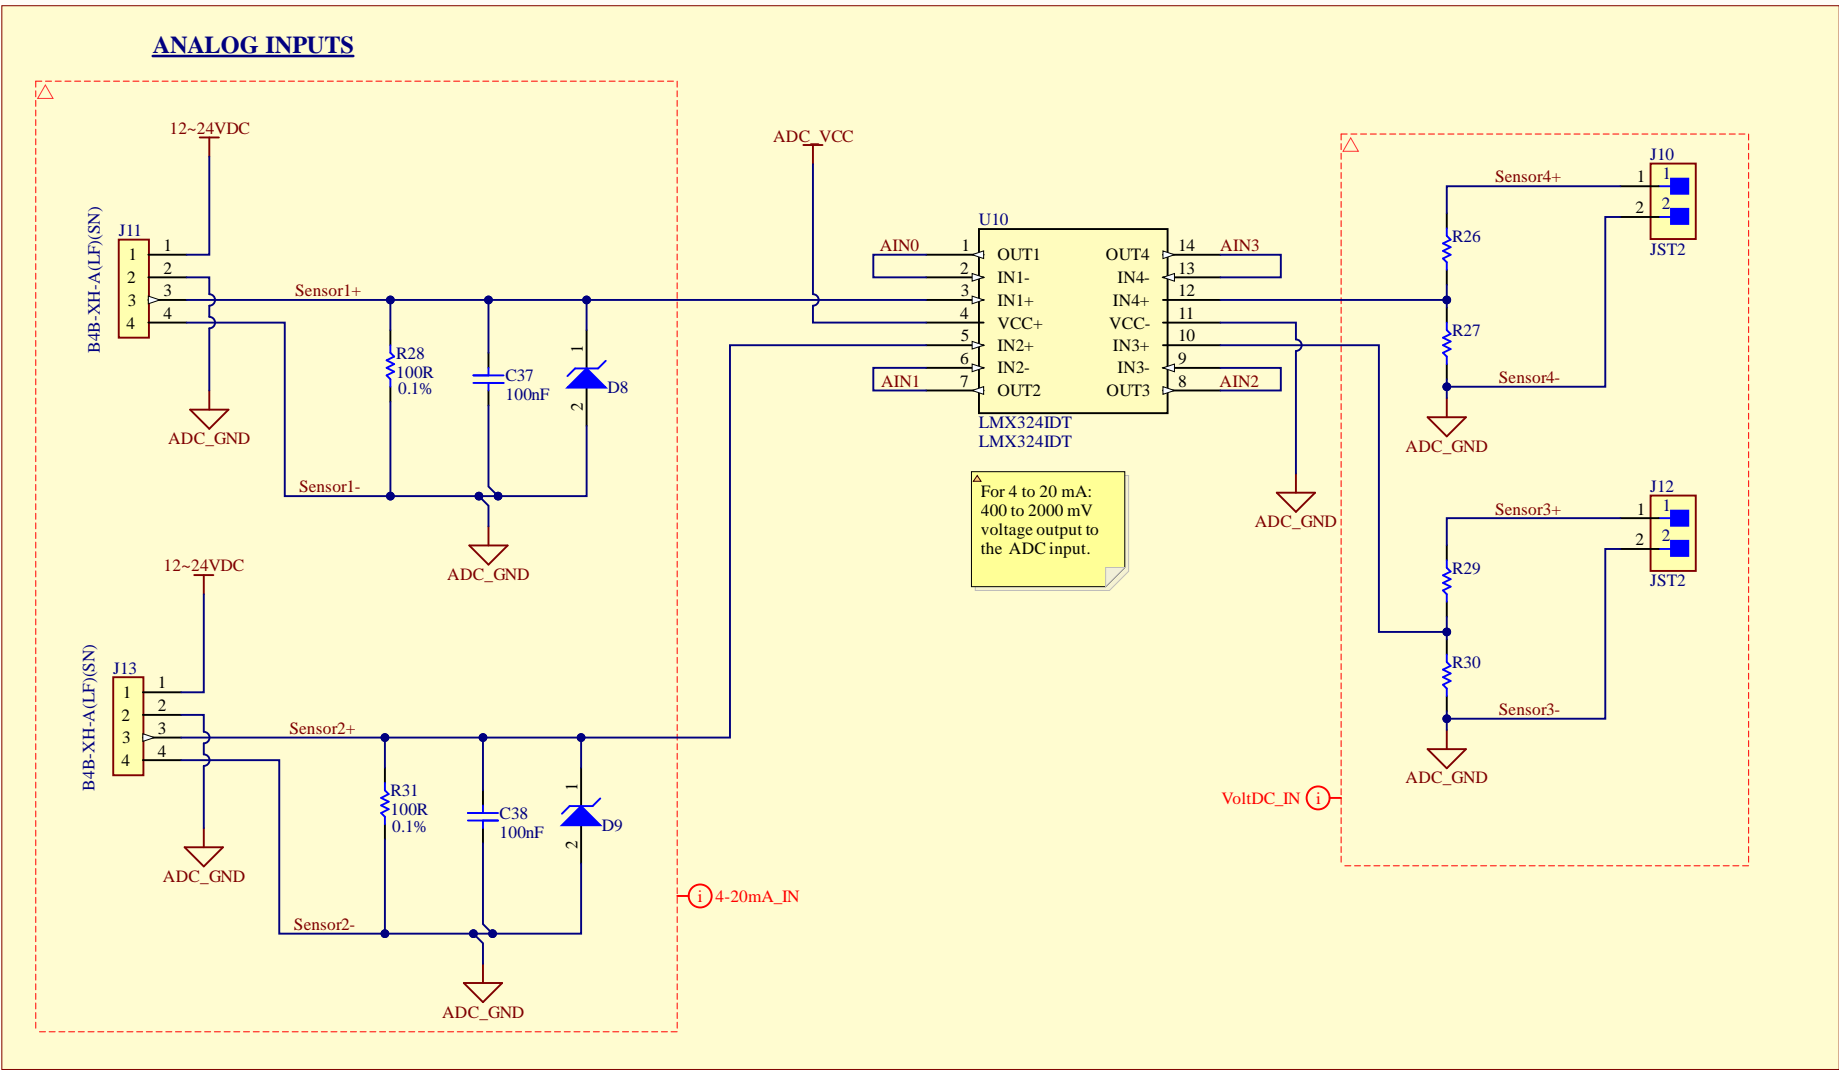 ANALOG INPUTS
12~24VDC
J11
B4B-XH-A(LF)(SN)
1 1
2 2
3 3
4 4
Sensor1+
R28
100R
0.1%
C37
100nF
1
D8
2
Sensor1-
ADC_GND
ADC_GND
12~24VDC
J13
B4B-XH-A(LF)(SN)
1 1
2 2
3 3
4 4
Sensor2+
R31
100R
0.1%
C38
100nF
1
D9
2
Sensor2-
ADC_GND
ADC_GND
i 4-20mA_IN
ADC_VCC
U10
AIN0 1 OUT1 OUT4 14 AIN3
2 IN1- IN4- 13
3 IN1+ IN4+ 12
4 VCC+ VCC- 11
5 IN2+ IN3+ 10
6 IN2- IN3- 9
AIN1 7 OUT2 OUT3 8 AIN2
LMX324IDT
LMX324IDT
For 4 to 20 mA:
400 to 2000 mV
voltage output to
the ADC input.
ADC_GND
J10
Sensor4+ 1 1
2 2
JST2
R26
R27
Sensor4-
ADC_GND
J12
Sensor3+ 1 1
2 2
JST2
R29
R30
Sensor3-
ADC_GND
VoltDC_IN i